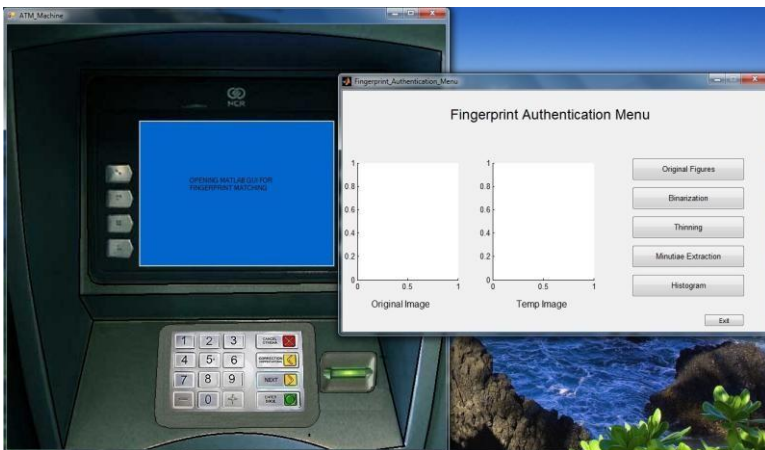 ATM_Machine
NCR
OPENING MATLAB GUI FOR
FINGERPRINT MATCHING
1 2 3
4 5 6
7 8 9 NEXT
0
Fingerprint_Authentication_Menu
Fingerprint Authentication Menu
1
0.8
0.6
0.4
0.2
0
0 0.5 1
Original Image
1
0.8
0.6
0.4
0.2
0
0 0.5 1
Temp Image
Original Figures
Binarization
Thinning
Minutiae Extraction
Histogram
Exit